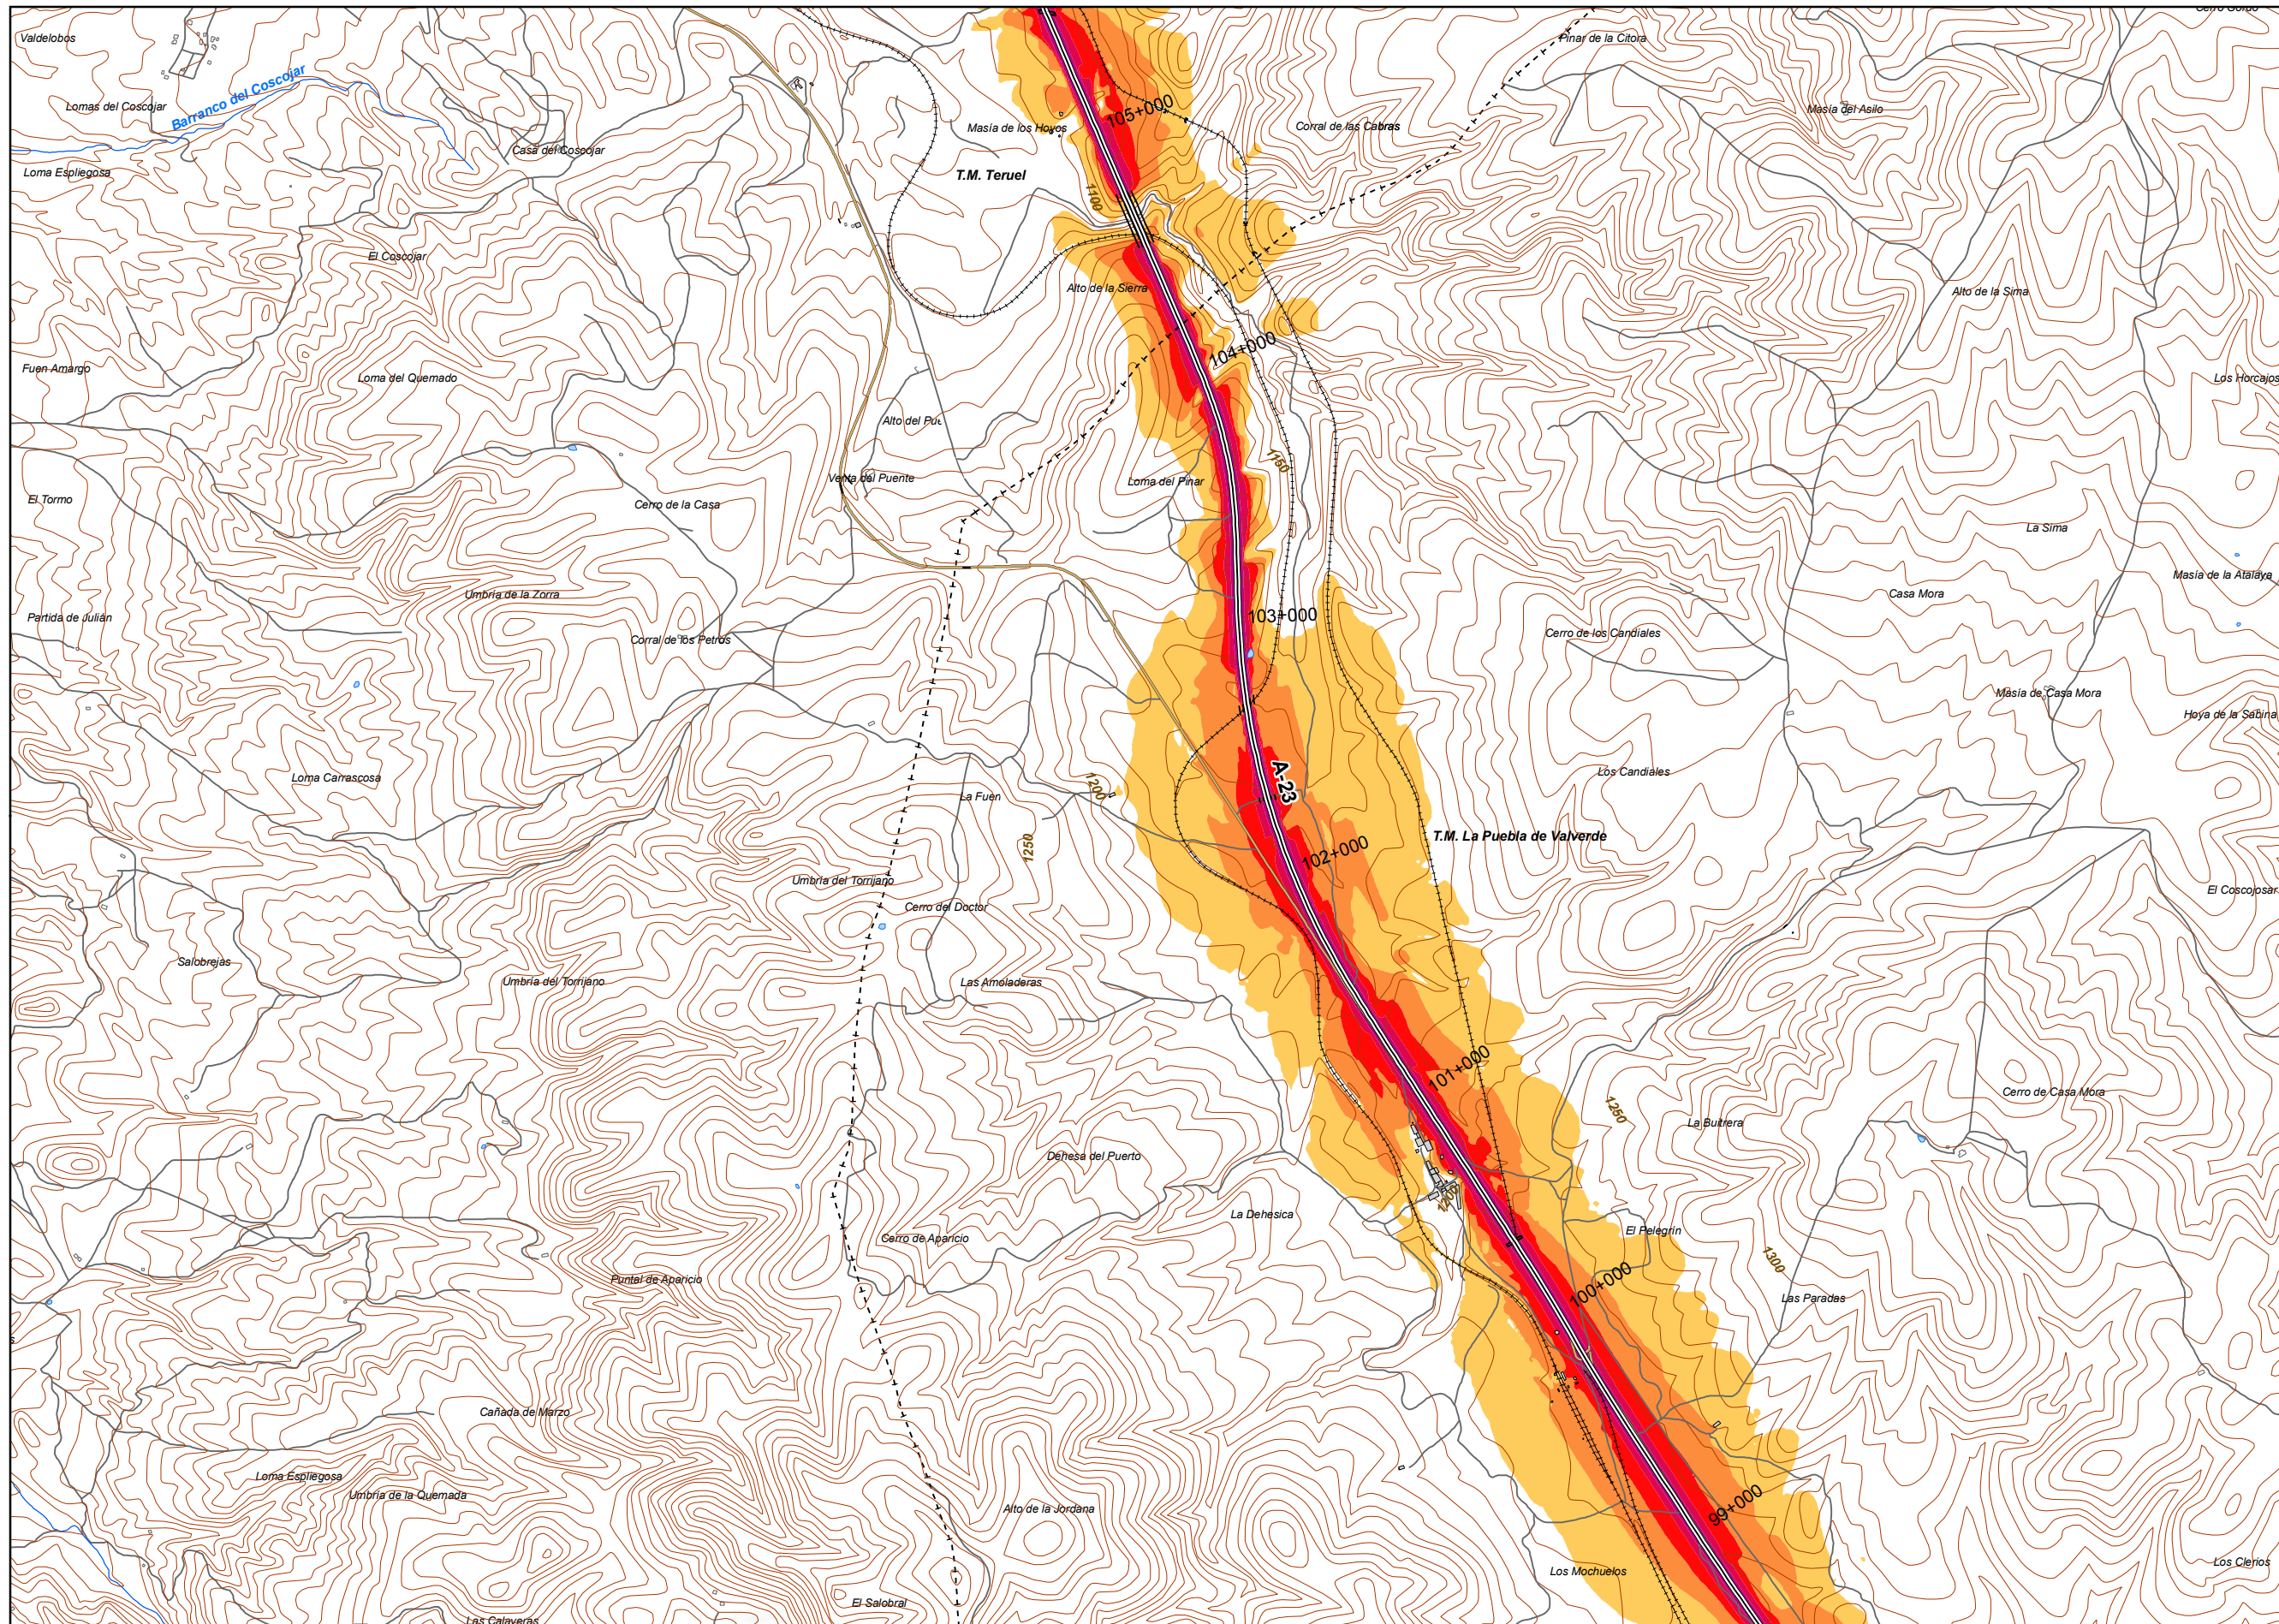 Valdelobos
Pinar de la Citora
Barranco del Coscojar
Lomas del Coscojar
105+000
Masía del Asilo
Masía de los Hoyos
Corral de las Cabras
Casa del Coscojar
Loma Espliegosa
T.M. Teruel
1100
El Coscojar
Alto de la Sierra
Alto de la Sima
104+000
Fuen Amargo
Loma del Quemado
Los Horcajos
Alto del Pue
1150
Venta del Puente
Loma del Pinar
El Tormo
Cerro de la Casa
La Sima
Masía de la Atalaya
Umbría de la Zorra
Casa Mora
Partida de Julián
103+000
Corral de los Petros
Cerro de los Candiales
Masía de Casa Mora
Hoya de la Sabina
Loma Carrascosa
1200
A-23
Los Candiales
La Fuen
1250
T.M. La Puebla de Valverde
102+000
Umbría del Torrijano
El Coscojosar
Cerro del Doctor
Salobrejas
Umbría del Torrijano
Las Amoladeras
101+000
Cerro de Casa Mora
1250
La Buitrera
Dehesa del Puerto
1200
La Dehesica
El Pelegrín
Cerro de Aparicio
1300
Puntal de Aparicio
100+000
Las Paradas
Cañada de Marzo
Loma Espliegosa
Umbría de la Quemada
Alto de la Jordana
99+000
Los Clerios
Los Mochuelos
El Salobral
Las Calaveras